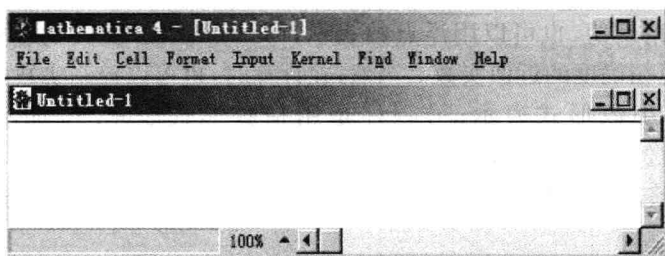 Mathematica 4 - [Untitled-1]
File Edit Cell Format Input Kernel Find Window Help
Untitled-1
100%